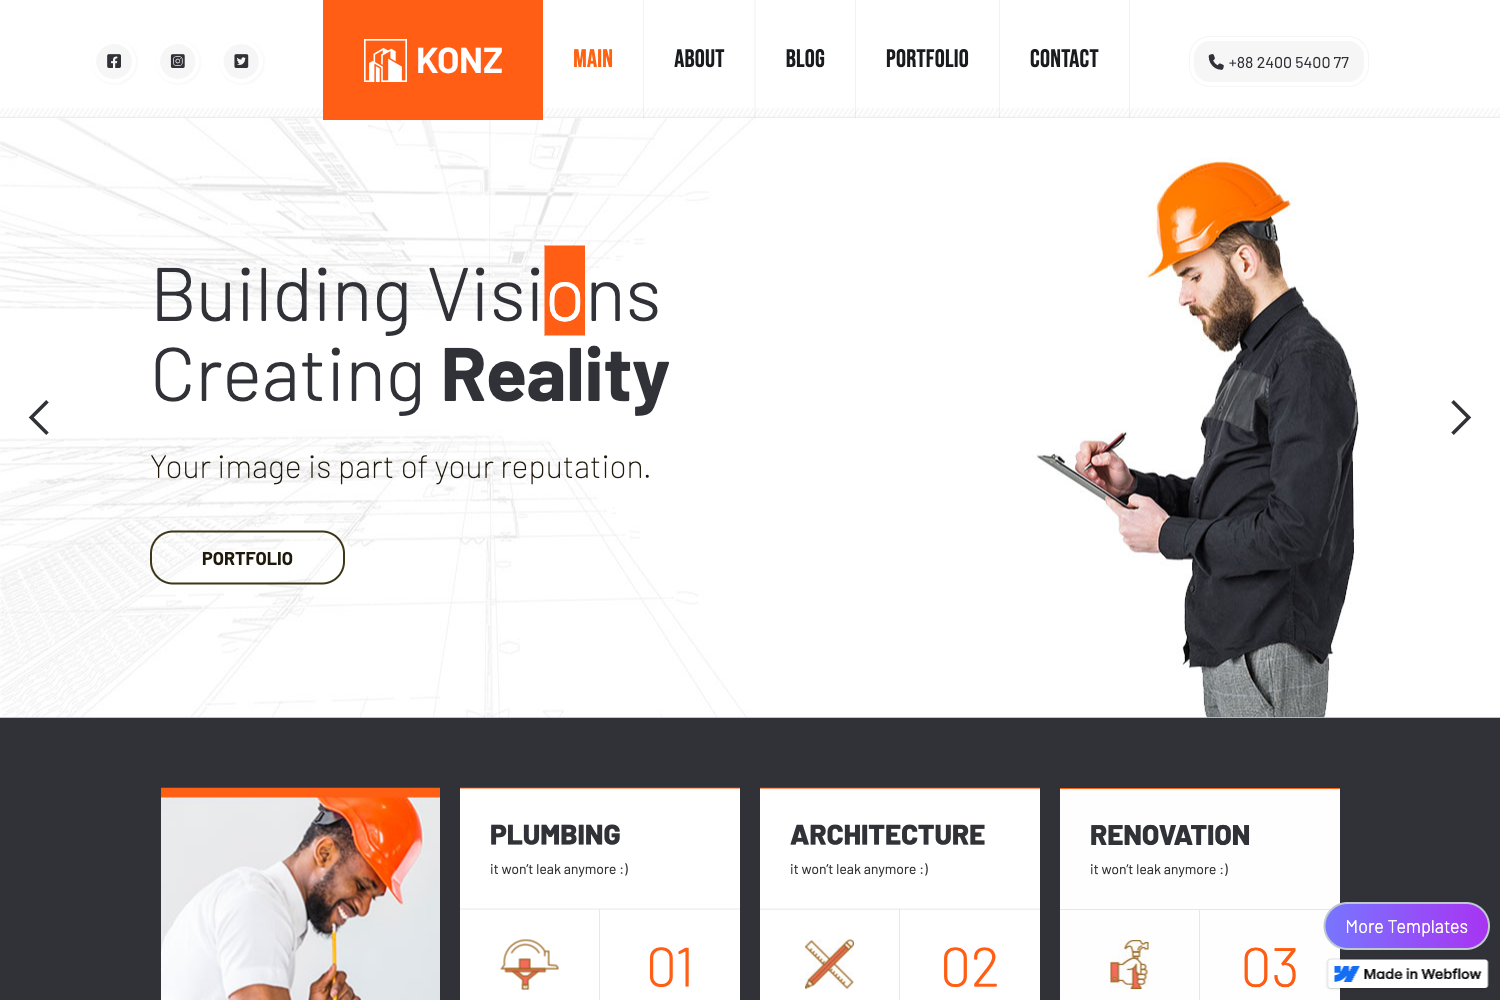 KONZ
MAIN
ABOUT
BLOG
PORTFOLIO
CONTACT
+88 2400 5400 77
Building Visions
Creating Reality
Your image is part of your reputation.
PORTFOLIO
PLUMBING
it won't leak anymore :)
01
ARCHITECTURE
it won't leak anymore :)
02
RENOVATION
it won't leak anymore :)
03
More Templates
Made in Webflow